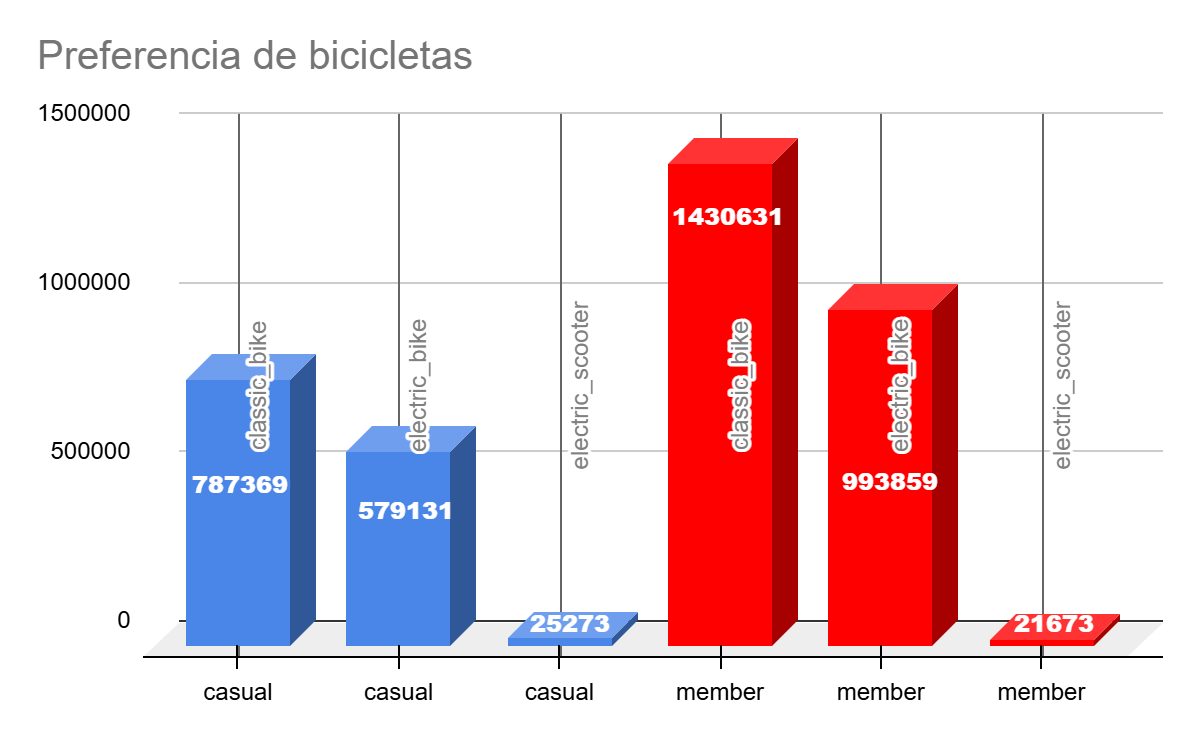 Preferencia de bicicletas
1500000
1000000
500000
0
classic_bike
electric_bike
electric_scooter
classic_bike
electric_bike
electric_scooter
787369
579131
25273
1430631
993859
21673
casual
casual
casual
member
member
member